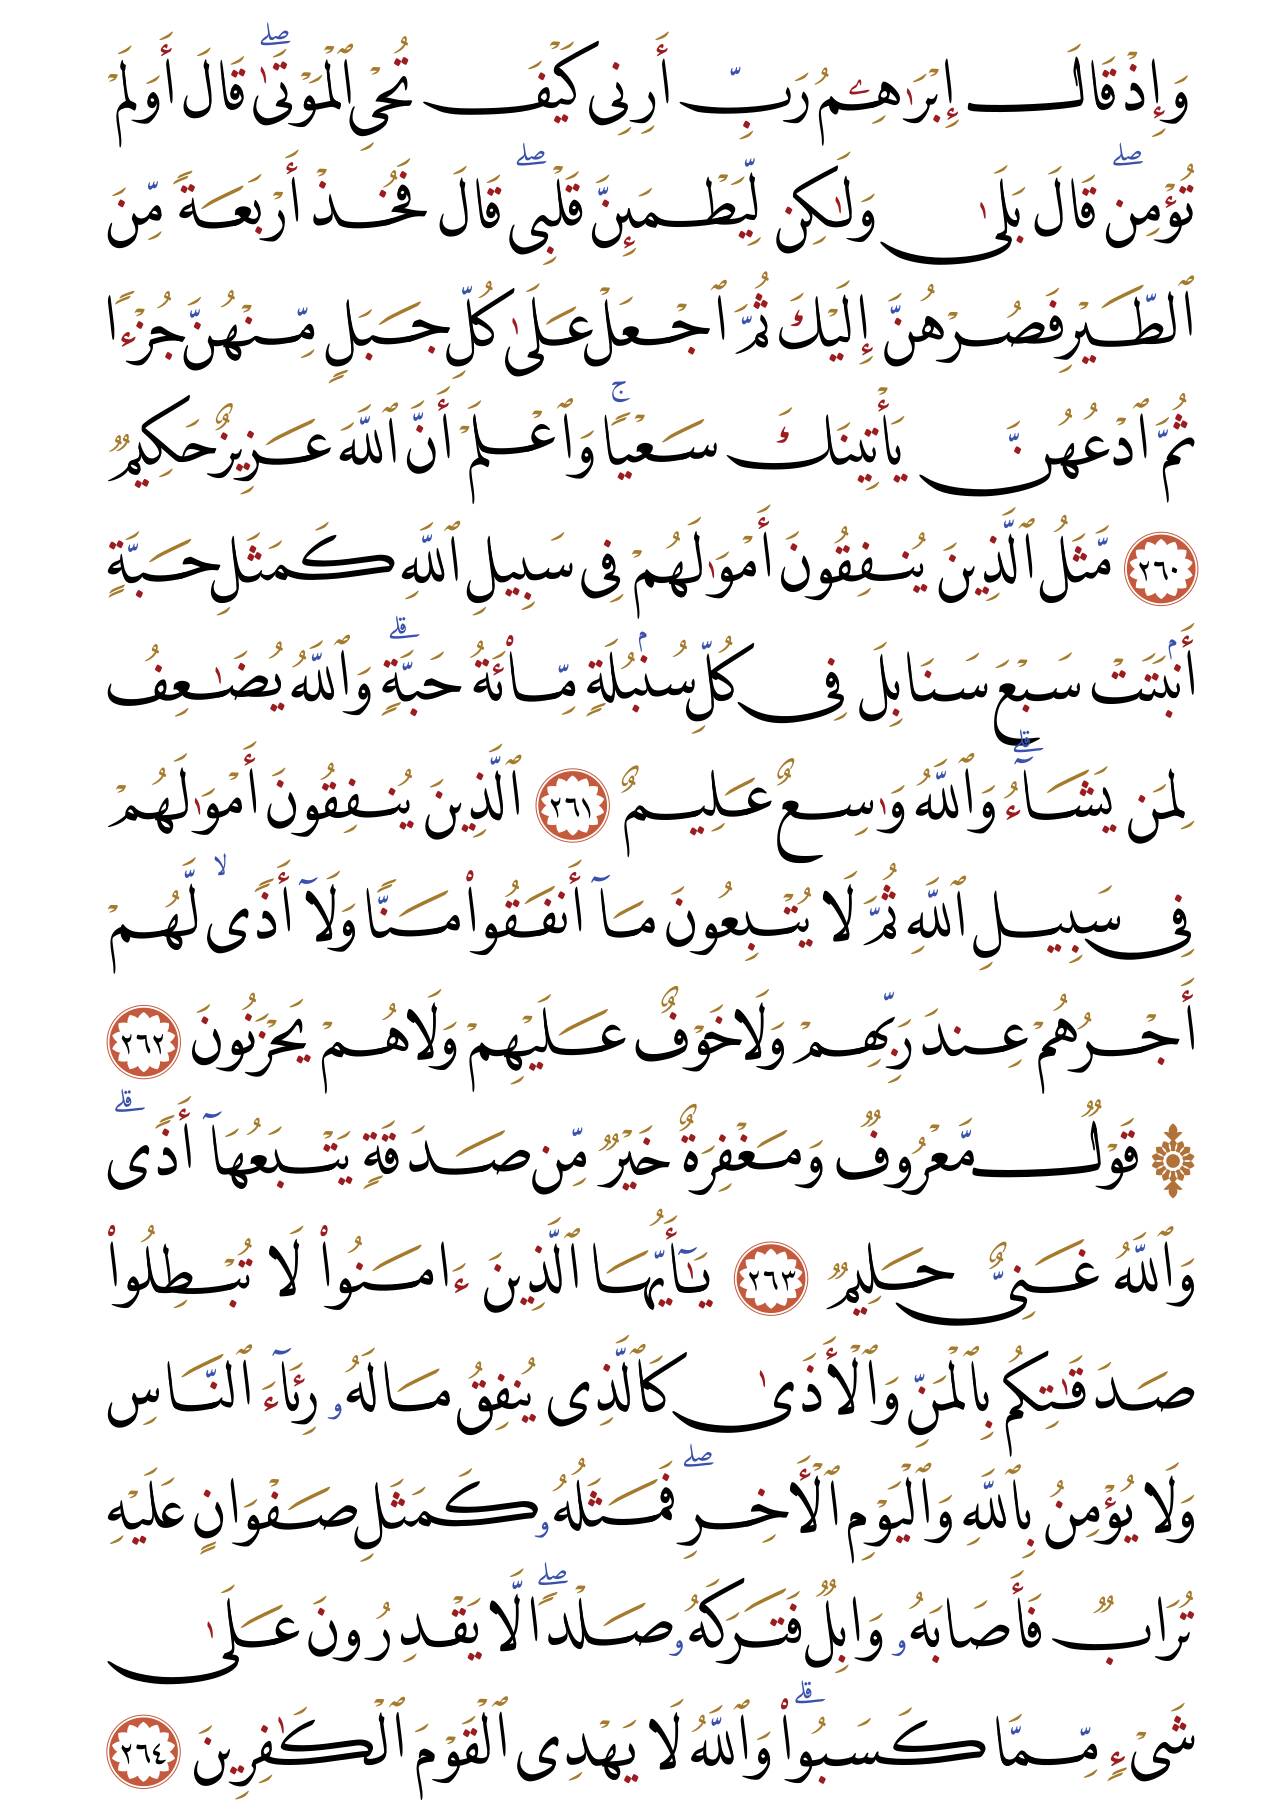 وَإِذْ قَالَ إِبْرَٰهِـۧمُ رَبِّ أَرِنِى كَيْفَ تُحْىِ ٱلْمَوْتَىٰ ۖ قَالَ أَوَلَمْ
تُؤْمِن ۖ قَالَ بَلَىٰ وَلَـٰكِن لِّيَطْمَئِنَّ قَلْبِى ۖ قَالَ فَخُذْ أَرْبَعَةً مِّنَ
ٱلطَّيْرِ فَصُرْهُنَّ إِلَيْكَ ثُمَّ ٱجْعَلْ عَلَىٰ كُلِّ جَبَلٍ مِّنْهُنَّ جُزْءًا
ثُمَّ ٱدْعُهُنَّ يَأْتِينَكَ سَعْيًا ۚ وَٱعْلَمْ أَنَّ ٱللَّهَ عَزِيزٌ حَكِيمٌ
٢٦٠ مَّثَلُ ٱلَّذِينَ يُنفِقُونَ أَمْوَٰلَهُمْ فِى سَبِيلِ ٱللَّهِ كَمَثَلِ حَبَّةٍ
أَنۢبَتَتْ سَبْعَ سَنَابِلَ فِى كُلِّ سُنۢبُلَةٍ مِّا۟ئَةُ حَبَّةٍ ۗ وَٱللَّهُ يُضَـٰعِفُ
لِمَن يَشَآءُ ۗ وَٱللَّهُ وَٰسِعٌ عَلِيمٌ ٢٦١ ٱلَّذِينَ يُنفِقُونَ أَمْوَٰلَهُمْ
فِى سَبِيلِ ٱللَّهِ ثُمَّ لَا يُتْبِعُونَ مَآ أَنفَقُوا۟ مَنًّا وَلَآ أَذًى ۙ لَّهُمْ
أَجْرُهُمْ عِندَ رَبِّهِمْ وَلَا خَوْفٌ عَلَيْهِمْ وَلَا هُمْ يَحْزَنُونَ ٢٦٢
۞ قَوْلٌ مَّعْرُوفٌ وَمَغْفِرَةٌ خَيْرٌ مِّن صَدَقَةٍ يَتْبَعُهَآ أَذًى ۗ
وَٱللَّهُ غَنِىٌّ حَلِيمٌ ٢٦٣ يَـٰٓأَيُّهَا ٱلَّذِينَ ءَامَنُوا۟ لَا تُبْطِلُوا۟
صَدَقَـٰتِكُم بِٱلْمَنِّ وَٱلْأَذَىٰ كَٱلَّذِى يُنفِقُ مَالَهُۥ رِئَآءَ ٱلنَّاسِ
وَلَا يُؤْمِنُ بِٱللَّهِ وَٱلْيَوْمِ ٱلْـَٔاخِرِ ۖ فَمَثَلُهُۥ كَمَثَلِ صَفْوَانٍ عَلَيْهِ
تُرَابٌ فَأَصَابَهُۥ وَابِلٌ فَتَرَكَهُۥ صَلْدًا ۖ لَّا يَقْدِرُونَ عَلَىٰ
شَىْءٍ مِّمَّا كَسَبُوا۟ ۗ وَٱللَّهُ لَا يَهْدِى ٱلْقَوْمَ ٱلْكَـٰفِرِينَ ٢٦٤